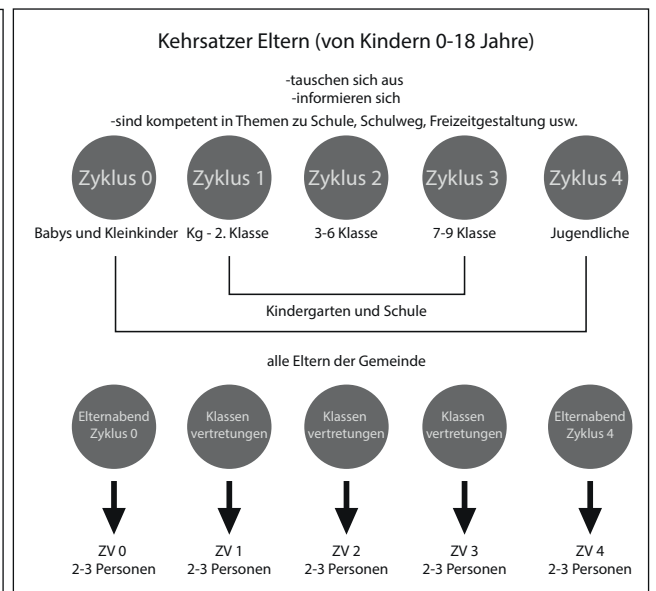 Kehrsatzer Eltern (von Kindern 0-18 Jahre)
-tauschen sich aus
-informieren sich
-sind kompetent in Themen zu Schule, Schulweg, Freizeitgestaltung usw.
Zyklus 0
Zyklus 1
Zyklus 2
Zyklus 3
Zyklus 4
Babys und Kleinkinder
Kg - 2. Klasse
3-6 Klasse
7-9 Klasse
Jugendliche
Kindergarten und Schule
alle Eltern der Gemeinde
Elternabend
Zyklus 0
Klassen
vertretungen
Klassen
vertretungen
Klassen
vertretungen
Elternabend
Zyklus 4
ZV 0
2-3 Personen
ZV 1
2-3 Personen
ZV 2
2-3 Personen
ZV 3
2-3 Personen
ZV 4
2-3 Personen